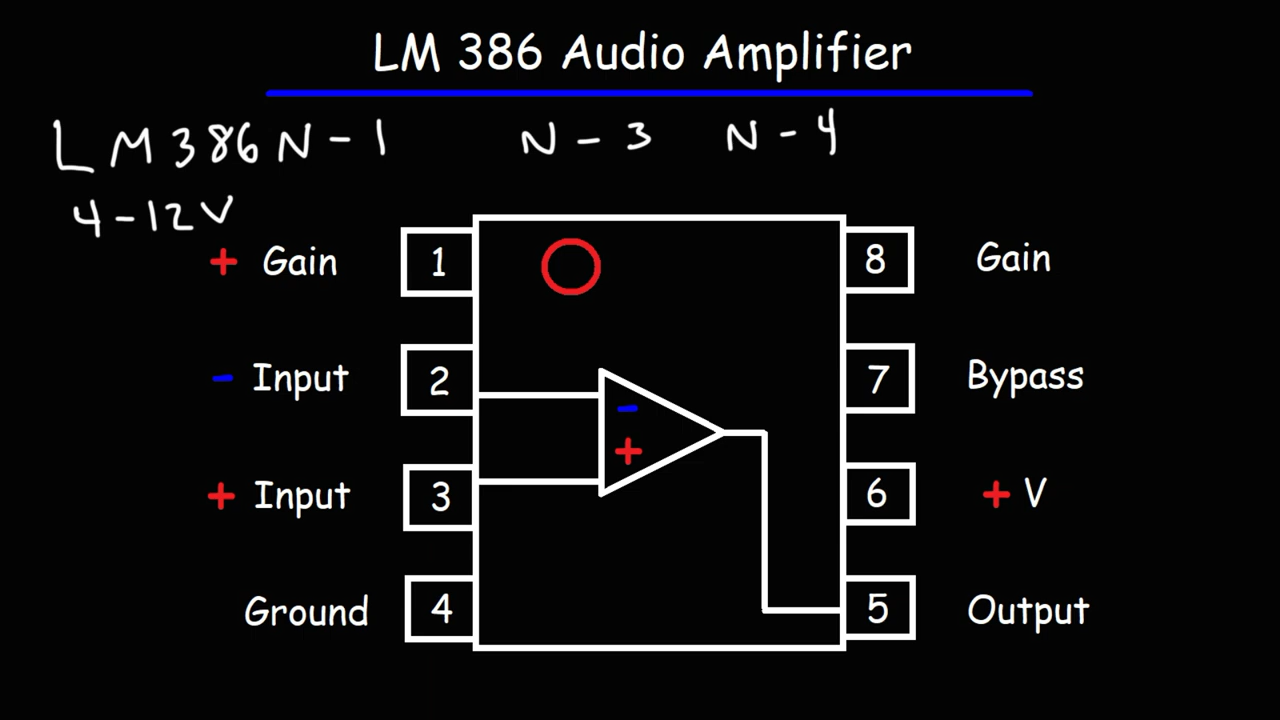 LM 386 Audio Amplifier
LM386N-1 N-3 N-4
4-12V
+ Gain 1 8 Gain
- Input 2 7 Bypass
-
+
+ Input 3 6 + V
Ground 4 5 Output